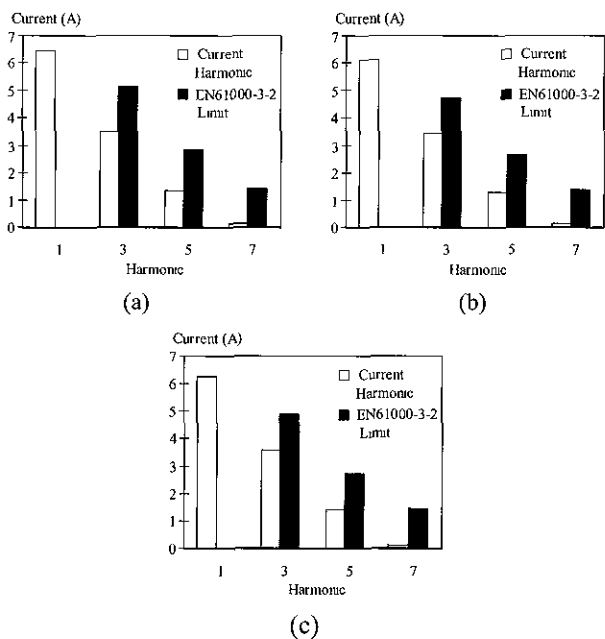 Current (A)
7
6
5
4
3
2
1
0
Current
Harmonic
EN61000-3-2
Limit
1 3 5 7
Harmonic
(a)
Current (A)
7
6
5
4
3
2
1
0
Current
Harmonic
EN61000-3-2
Limit
1 3 5 7
Harmonic
(b)
Current (A)
7
6
5
4
3
2
1
0
Current
Harmonic
EN61000-3-2
Limit
1 3 5 7
Harmonic
(c)